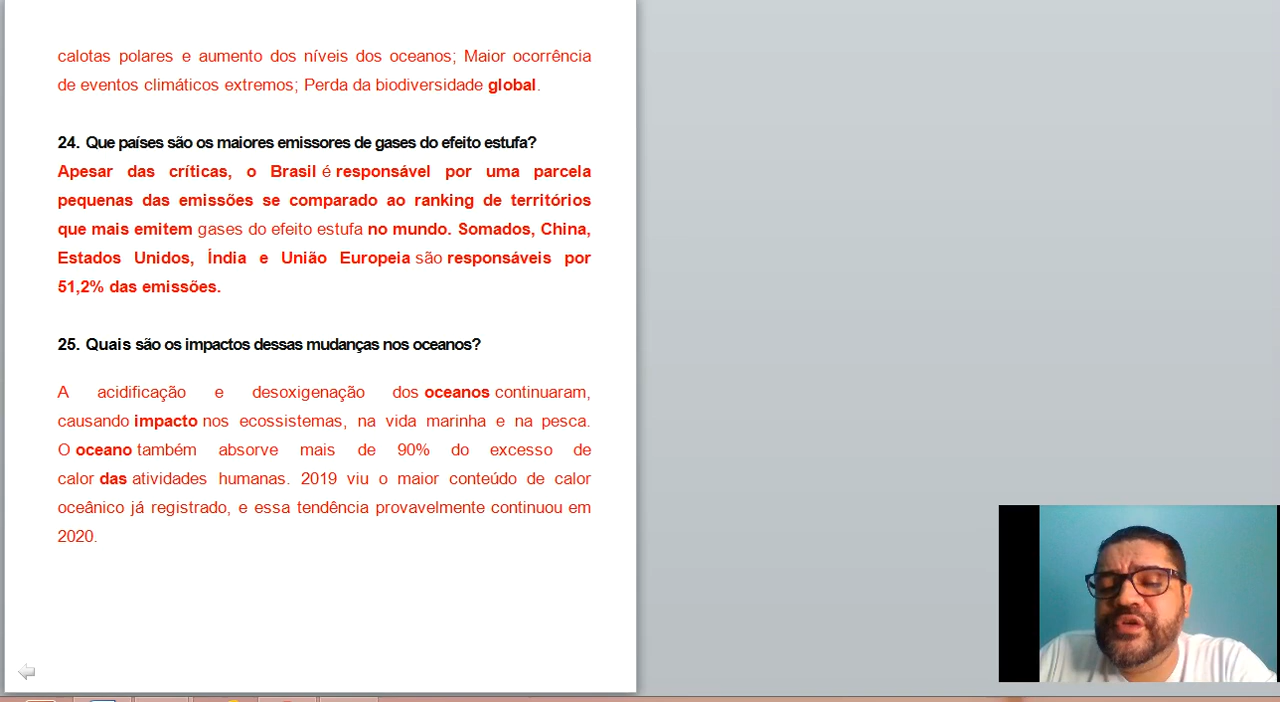 calotas polares e aumento dos níveis dos oceanos; Maior ocorrência
de eventos climáticos extremos; Perda da biodiversidade global.
24. Que países são os maiores emissores de gases do efeito estufa?
Apesar das críticas, o Brasil é responsável por uma parcela
pequenas das emissões se comparado ao ranking de territórios
que mais emitem gases do efeito estufa no mundo. Somados, China,
Estados Unidos, Índia e União Europeia são responsáveis por
51,2% das emissões.
25. Quais são os impactos dessas mudanças nos oceanos?
A acidificação e desoxigenação dos oceanos continuaram,
causando impacto nos ecossistemas, na vida marinha e na pesca.
O oceano também absorve mais de 90% do excesso de
calor das atividades humanas. 2019 viu o maior conteúdo de calor
oceânico já registrado, e essa tendência provavelmente continuou em
2020.